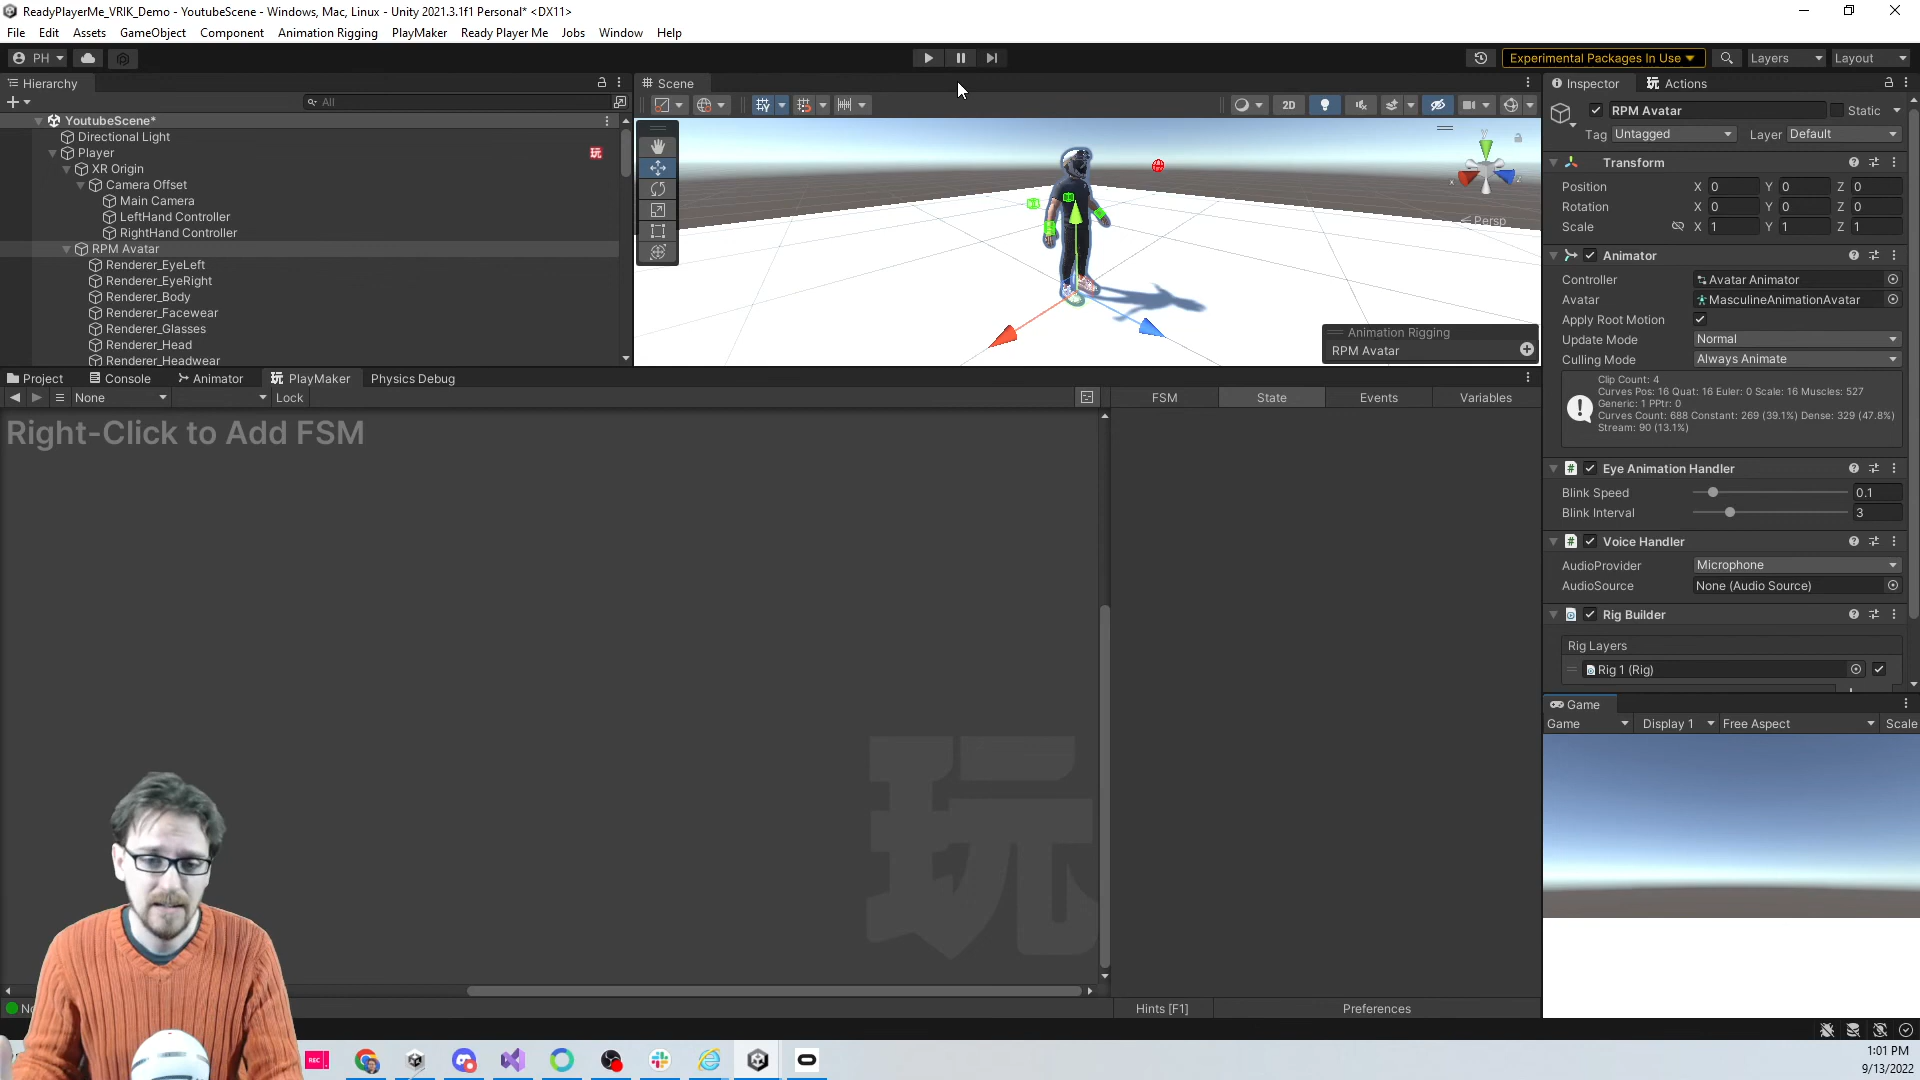 ReadyPlayerMe_VRIK_Demo - YoutubeScene - Windows, Mac, Linux - Unity 2021.3.1f1 Personal* <DX11>
File Edit Assets GameObject Component Animation Rigging PlayMaker Ready Player Me Jobs Window Help
PH Experimental Packages In Use Layers Layout
Hierarchy
All
YoutubeScene*
Directional Light
Player 玩
XR Origin
Camera Offset
Main Camera
LeftHand Controller
RightHand Controller
RPM Avatar
Renderer_EyeLeft
Renderer_EyeRight
Renderer_Body
Renderer_Facewear
Renderer_Glasses
Renderer_Head
Renderer_Headwear
Scene
2D
y
x
z
Persp
Animation Rigging
RPM Avatar
Project Console Animator 玩 PlayMaker Physics Debug
None Lock
Right-Click to Add FSM
玩
FSM State Events Variables
Hints [F1] Preferences
Inspector 玩 Actions
RPM Avatar Static
Tag Untagged Layer Default
Transform
Position X 0 Y 0 Z 0
Rotation X 0 Y 0 Z 0
Scale X 1 Y 1 Z 1
Animator
Controller Avatar Animator
Avatar MasculineAnimationAvatar
Apply Root Motion
Update Mode Normal
Culling Mode Always Animate
Clip Count: 4
Curves Pos: 16 Quat: 16 Euler: 0 Scale: 16 Muscles: 527
Generic: 1 PPtr: 0
Curves Count: 688 Constant: 269 (39.1%) Dense: 329 (47.8%)
Stream: 90 (13.1%)
# Eye Animation Handler
Blink Speed 0.1
Blink Interval 3
# Voice Handler
AudioProvider Microphone
AudioSource None (Audio Source)
Rig Builder
Rig Layers
Rig 1 (Rig)
Game
Game Display 1 Free Aspect Scale
REC
1:01 PM
9/13/2022